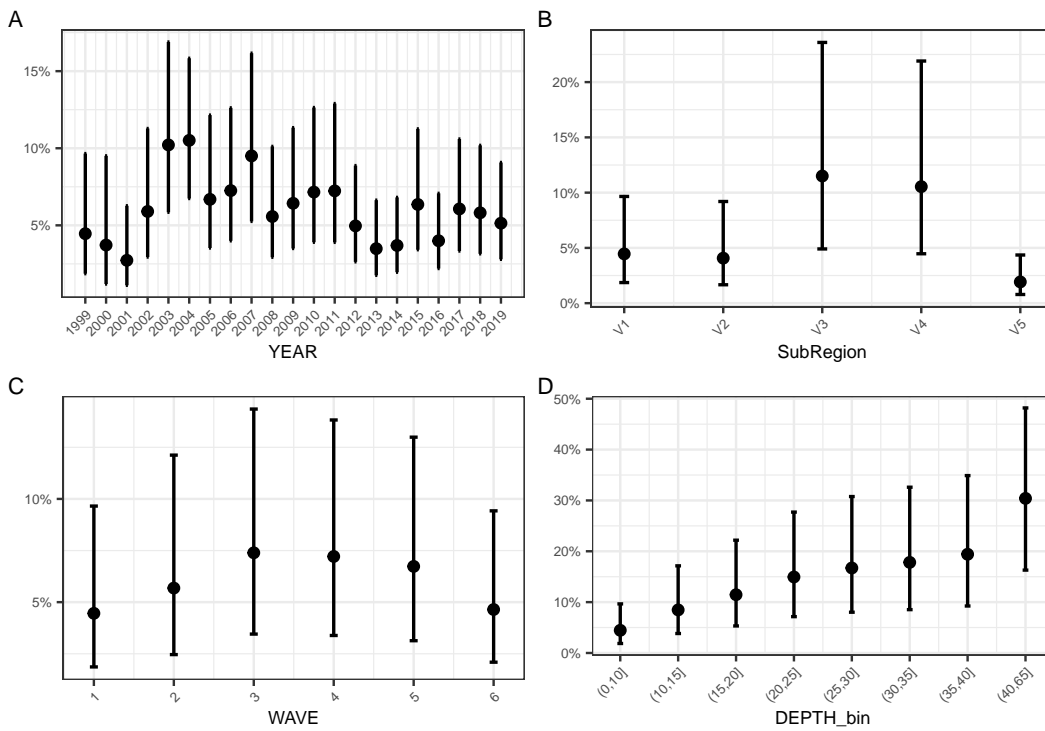 A
15%
10%
5%
1999 2000 2001 2002 2003 2004 2005 2006 2007 2008 2009 2010 2011 2012 2013 2014 2015 2016 2017 2018 2019
YEAR
B
20%
15%
10%
5%
0%
V1 V2 V3 V4 V5
SubRegion
C
10%
5%
1 2 3 4 5 6
WAVE
D
50%
40%
30%
20%
10%
0%
(0,10] (10,15] (15,20] (20,25] (25,30] (30,35] (35,40] (40,65]
DEPTH_bin